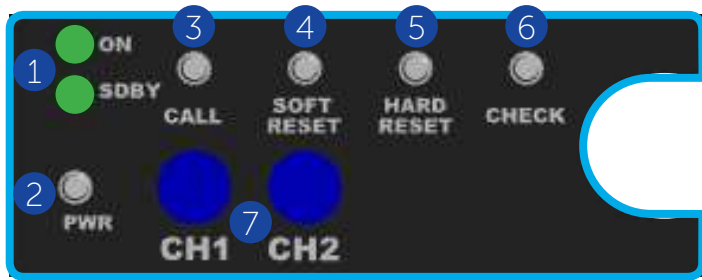 3 4 5 6
1 ON
SDBY
CALL SOFT RESET HARD RESET CHECK
2 PWR
7
CH1 CH2